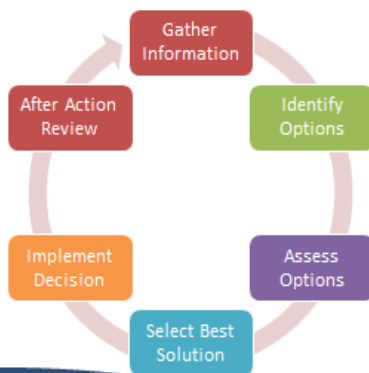 Gather
Information
Identify
Options
Assess
Options
Select Best
Solution
Implement
Decision
After Action
Review